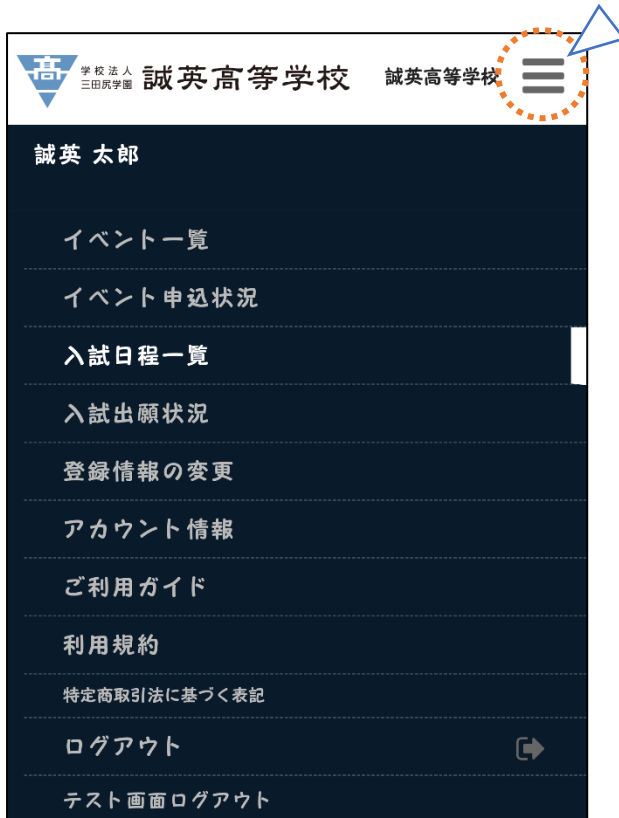 髙
学校法人
三田尻学園
誠英高等学校
誠英高等学校
誠英 太郎
イベント一覧
イベント申込状況
入試日程一覧
入試出願状況
登録情報の変更
アカウント情報
ご利用ガイド
利用規約
特定商取引法に基づく表記
ログアウト
テスト画面ログアウト